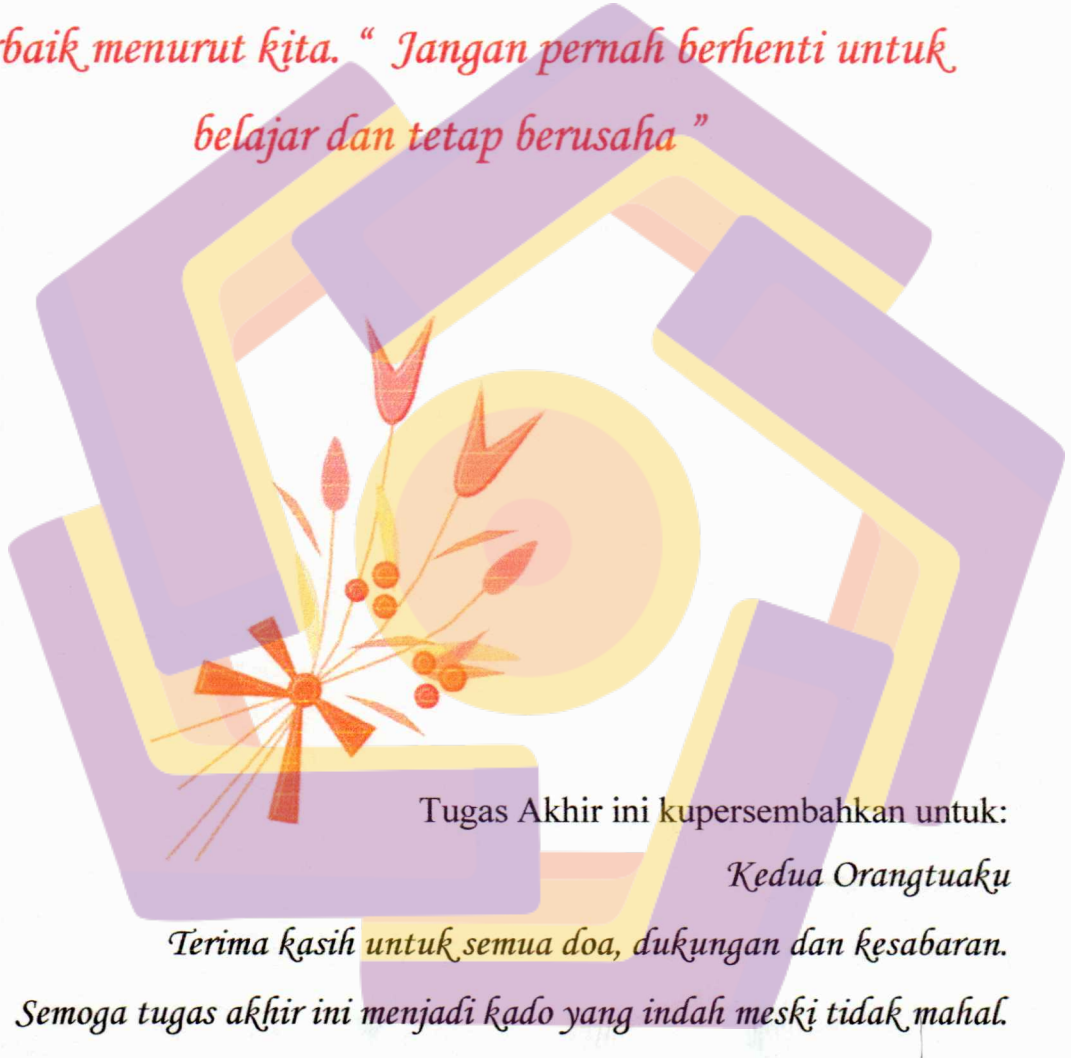 rbaik menurut kita. “ Jangan pernah berhenti untuk
belajar dan tetap berusaha ”
Tugas Akhir ini kupersembahkan untuk:
Kedua Orangtuaku
Terima kasih untuk semua doa, dukungan dan kesabaran.
Semoga tugas akhir ini menjadi kado yang indah meski tidak mahal.